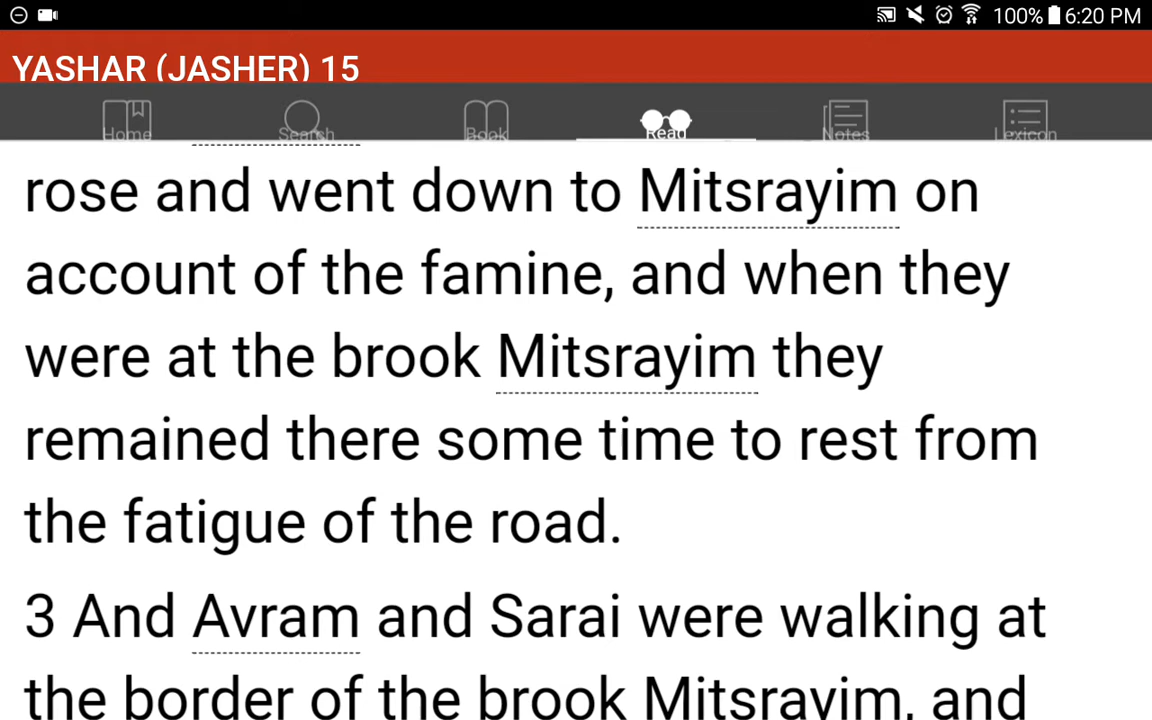 100% 6:20 PM
YASHAR (JASHER) 15
Home Search Book Read Notes Lexicon
rose and went down to Mitsrayim on
account of the famine, and when they
were at the brook Mitsrayim they
remained there some time to rest from
the fatigue of the road.
3 And Avram and Sarai were walking at
the border of the brook Mitsrayim, and